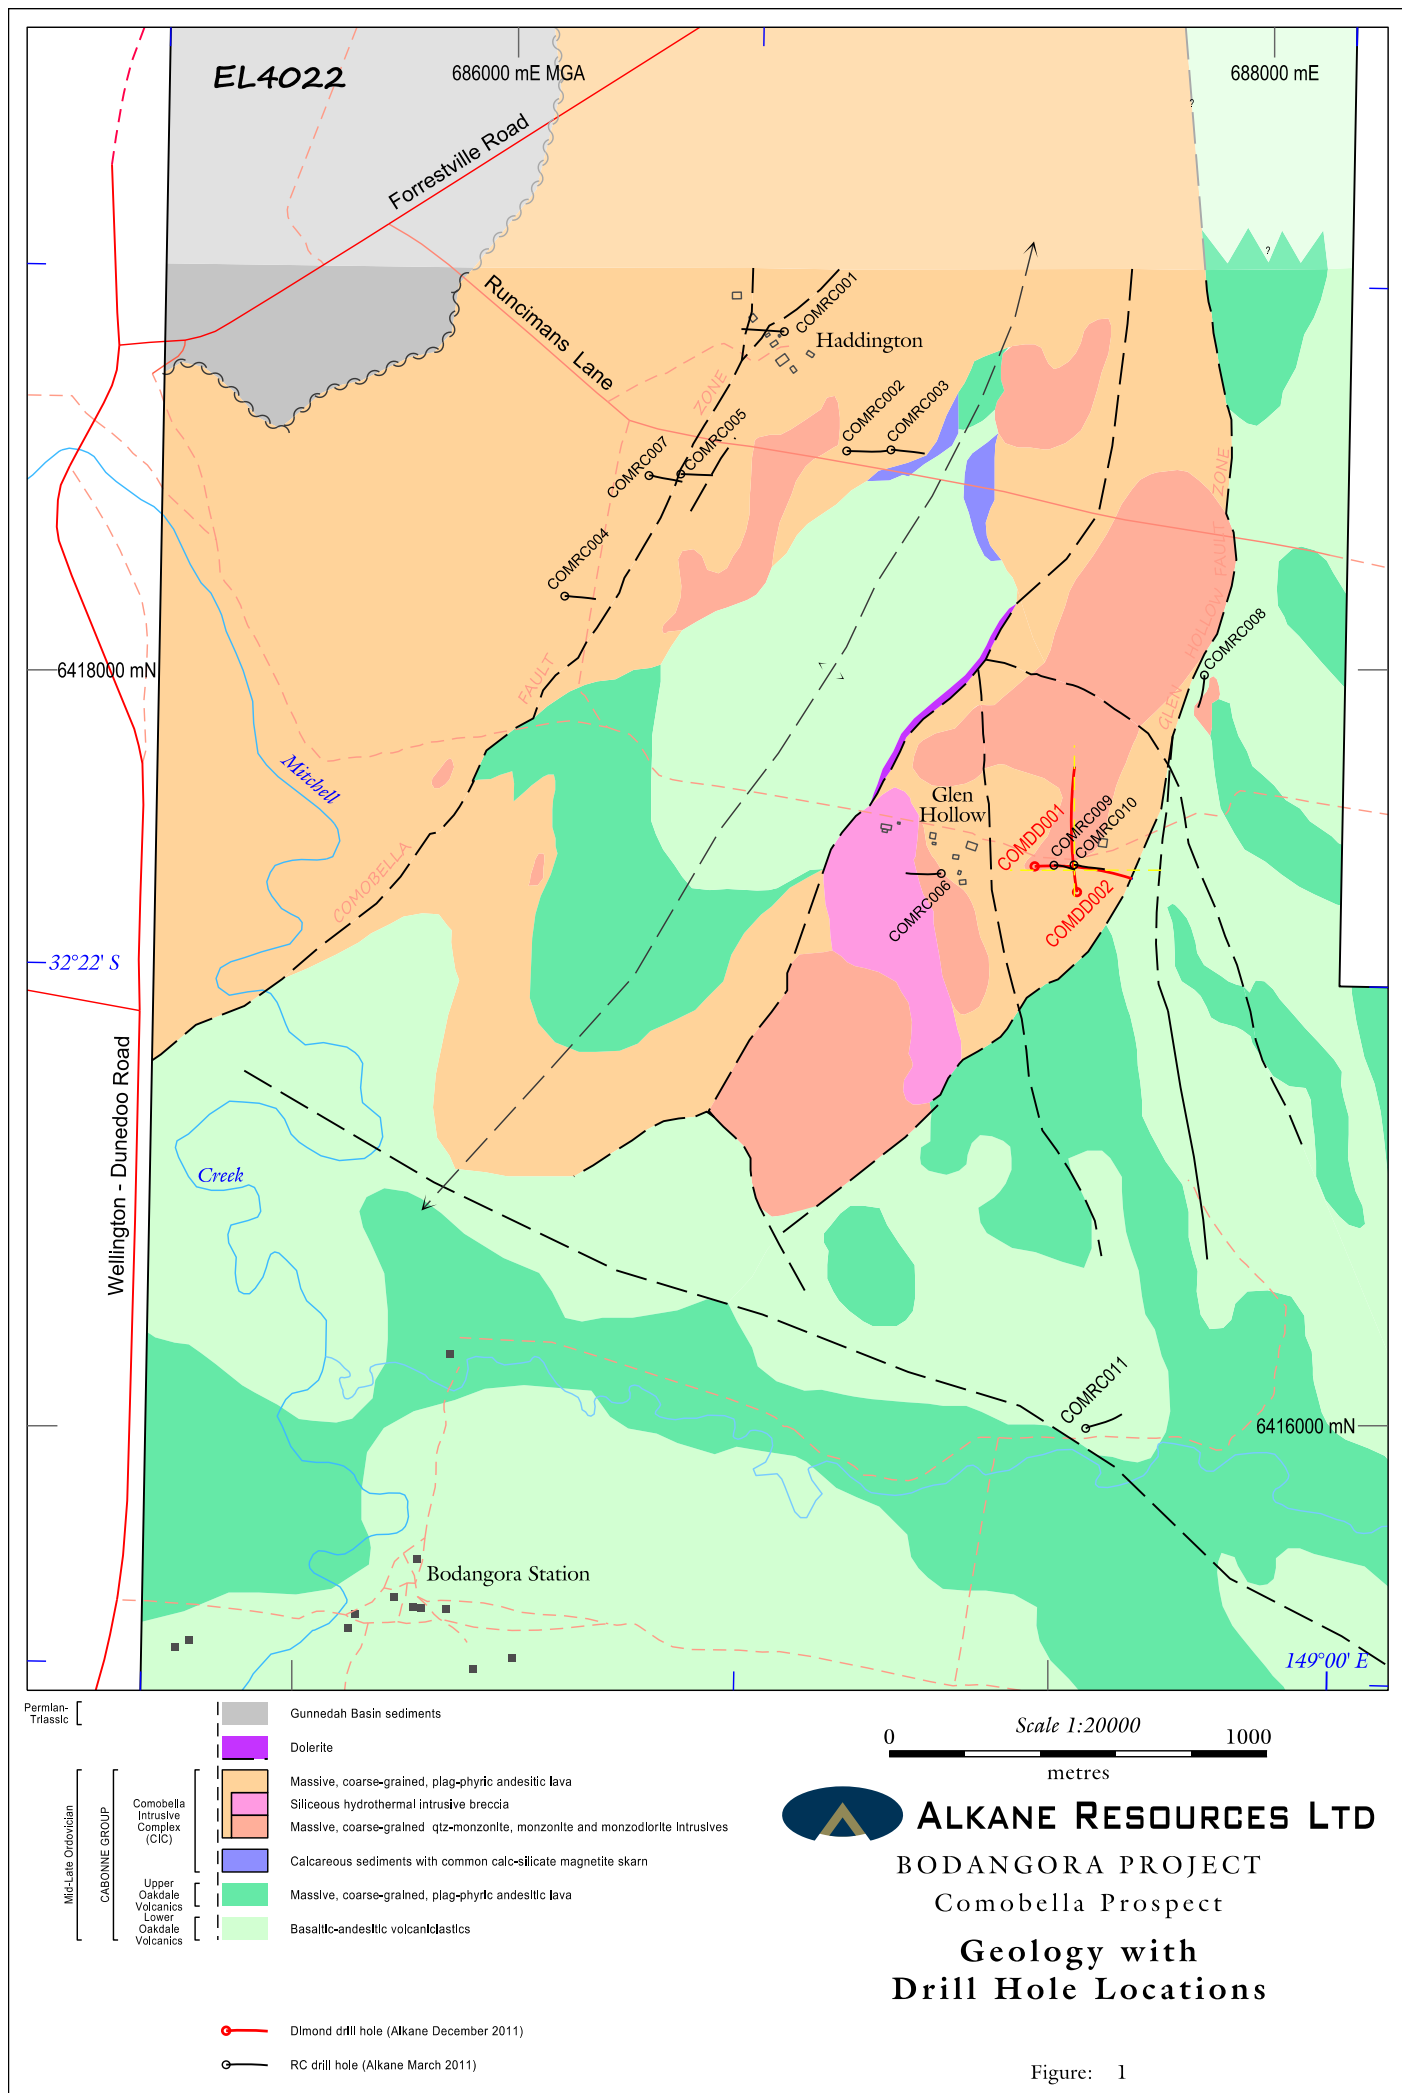 EL4022
686000 mE MGA
688000 mE
?
Forrestville Road
?
Runcimans Lane
COMRC001
Haddington
ZONE
COMRC002
COMRC003
COMRC007
COMRC005
ZONE
FAULT
HOLLOW
GLEN
COMRC004
COMRC008
6418000 mN
FAULT
Mitchell
COMOBELLA
Glen
Hollow
COMDD001
COMRC009
COMRC010
COMRC006
COMDD002
32°22' S
Wellington - Dunedoo Road
Creek
COMRC011
6416000 mN
Bodangora Station
149°00' E
Permian-
Triassic
Gunnedah Basin sediments
Dolerite
Mid-Late Ordovician
CABONNE GROUP
Comobella
Intrusive
Complex
(CIC)
Massive, coarse-grained, plag-phyric andesitic lava
Siliceous hydrothermal intrusive breccia
Massive, coarse-grained qtz-monzonite, monzonite and monzodiorite Intrusives
Calcareous sediments with common calc-silicate magnetite skarn
Upper
Oakdale
Volcanics
Massive, coarse-grained, plag-phyric andesitic lava
Lower
Oakdale
Volcanics
Basaltic-andesitic volcaniclastics
Dimond drill hole (Alkane December 2011)
RC drill hole (Alkane March 2011)
Scale 1:20000
0 1000
metres
ALKANE RESOURCES LTD
BODANGORA PROJECT
Comobella Prospect
Geology with
Drill Hole Locations
Figure: 1